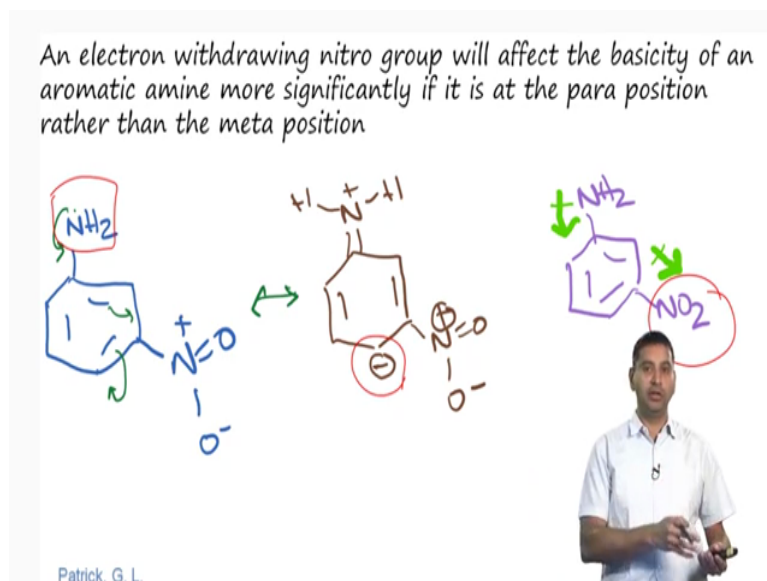 An electron withdrawing nitro group will affect the basicity of an
aromatic amine more significantly if it is at the para position
rather than the meta position
NH2
+
N=O
O-
H-N-H
+
⊖
⊕
N=O
O-
NH2
NO2
Patrick. G. L.